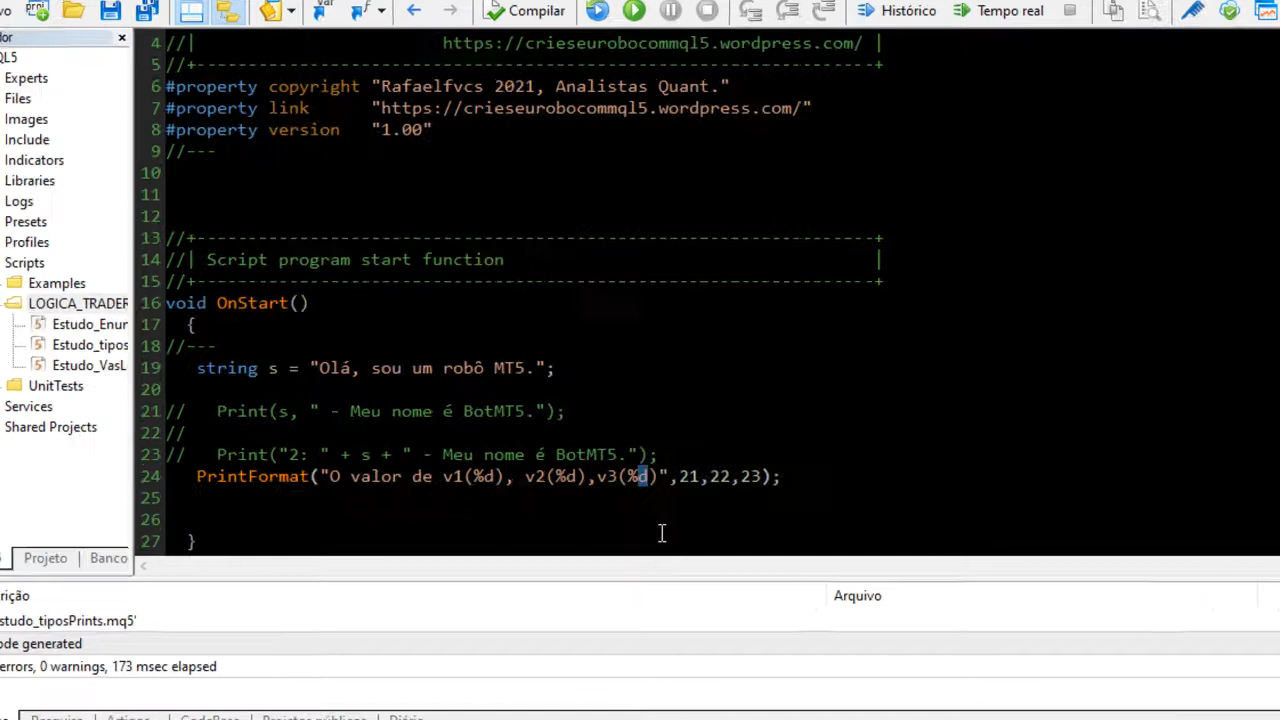 Compilar
Histórico
Tempo real
QL5
Experts
Files
Images
Include
Indicators
Libraries
Logs
Presets
Profiles
Scripts
Examples
LOGICA_TRADER
Estudo_Enur
Estudo_tipos
Estudo_VasL
UnitTests
Services
Shared Projects
Projeto
Banco
4 //| https://crieseurobocommql5.wordpress.com/ |
5 //+------------------------------------------------------------------+
6 #property copyright "Rafaelfvcs 2021, Analistas Quant."
7 #property link "https://crieseurobocommql5.wordpress.com/"
8 #property version "1.00"
9 //---
10
11
12
13 //+------------------------------------------------------------------+
14 //| Script program start function |
15 //+------------------------------------------------------------------+
16 void OnStart()
17 {
18 //---
19 string s = "Olá, sou um robô MT5.";
20
21 // Print(s, " - Meu nome é BotMT5.");
22 //
23 // Print("2: " + s + " - Meu nome é BotMT5.");
24 PrintFormat("O valor de v1(%d), v2(%d),v3(%d)",21,22,23);
25
26
27 }
rição
Arquivo
studo_tiposPrints.mq5'
ode generated
errors, 0 warnings, 173 msec elapsed